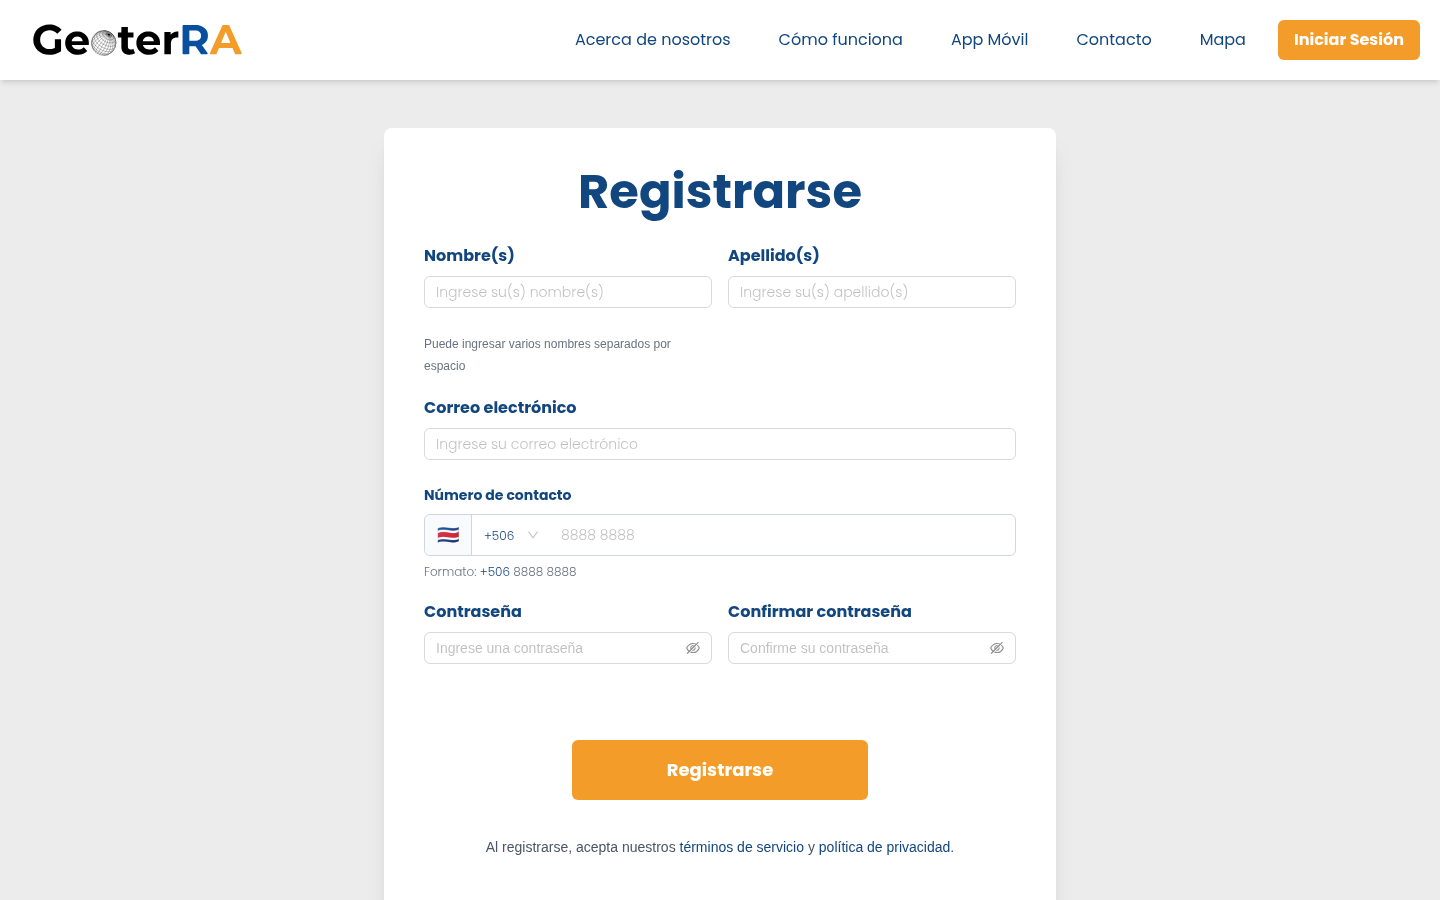 GeoterRA
Acerca de nosotros
Cómo funciona
App Móvil
Contacto
Mapa
Iniciar Sesión
Registrarse
Nombre(s)
Apellido(s)
Ingrese su(s) nombre(s)
Ingrese su(s) apellido(s)
Puede ingresar varios nombres separados por
espacio
Correo electrónico
Ingrese su correo electrónico
Número de contacto
+506
8888 8888
Formato: +506 8888 8888
Contraseña
Confirmar contraseña
Ingrese una contraseña
Confirme su contraseña
Registrarse
Al registrarse, acepta nuestros términos de servicio y política de privacidad.